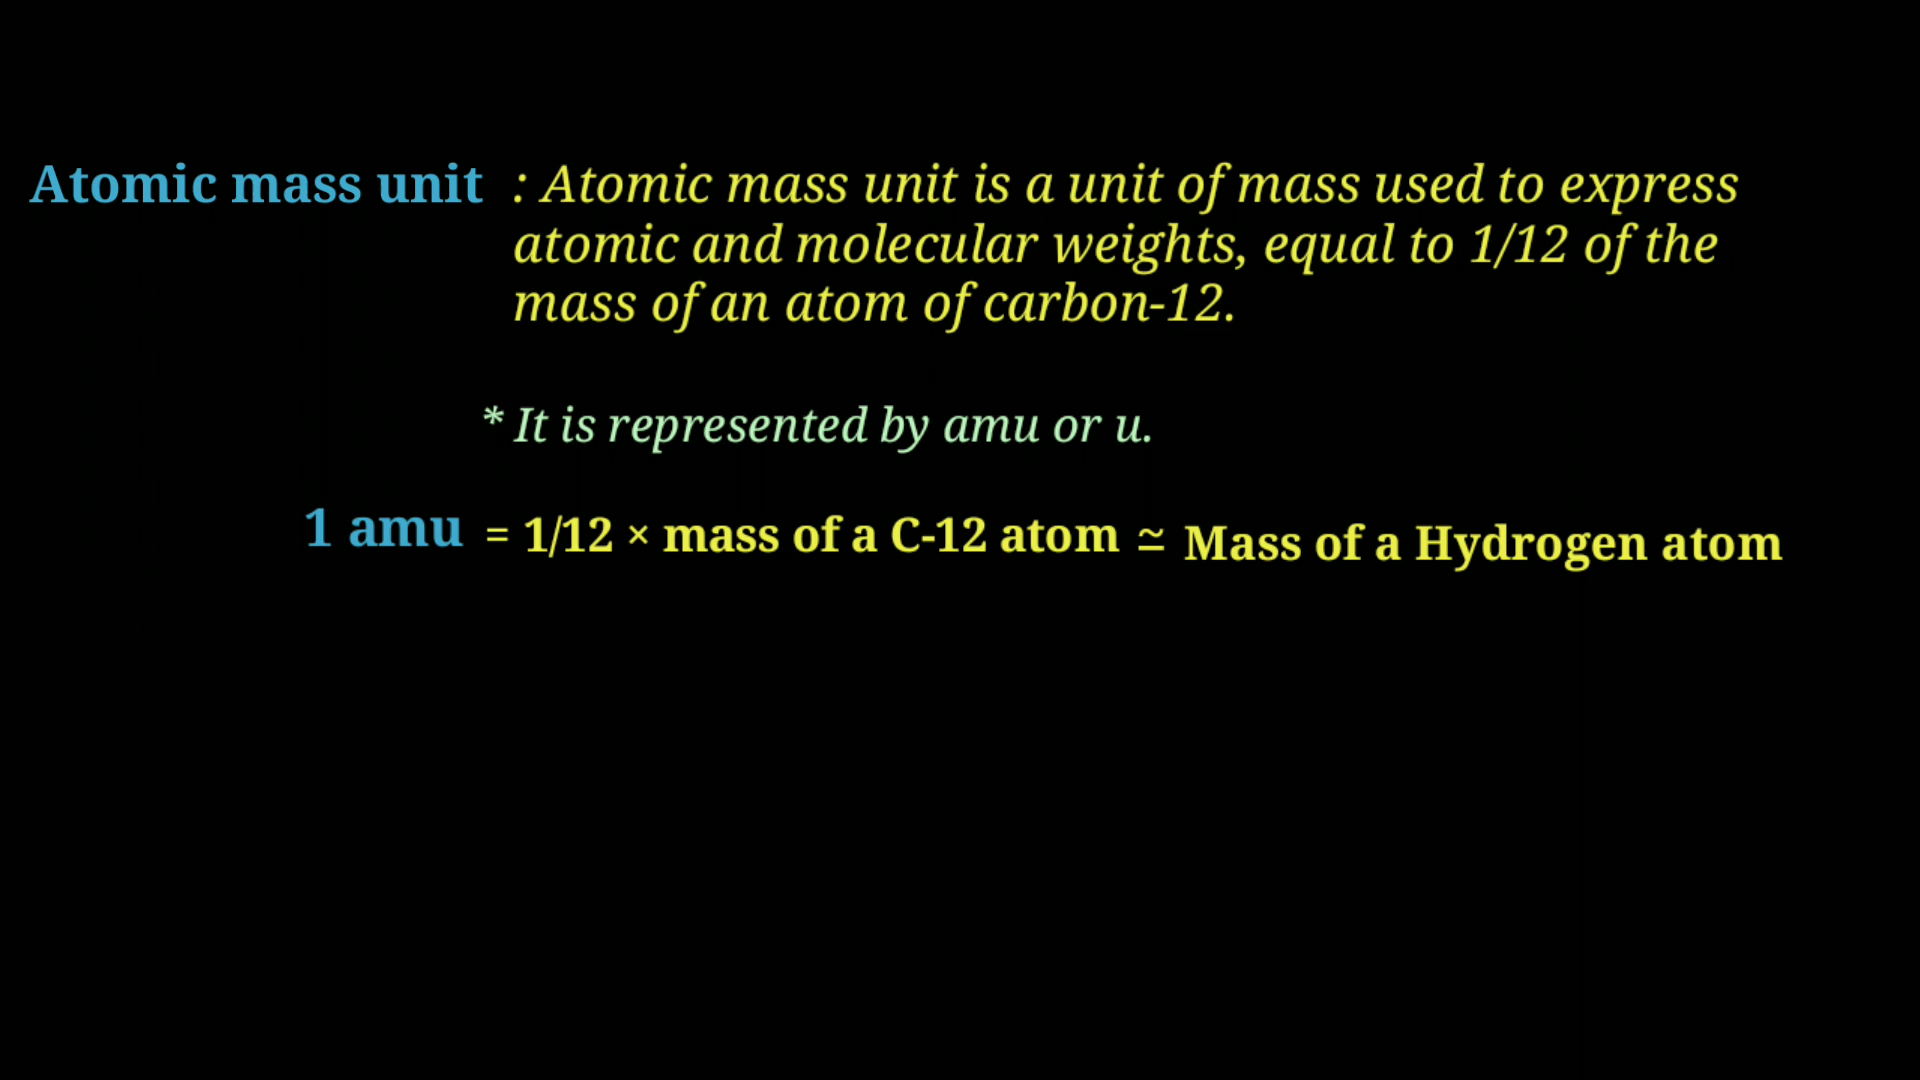 Atomic mass unit : Atomic mass unit is a unit of mass used to express
atomic and molecular weights, equal to 1/12 of the
mass of an atom of carbon-12.
* It is represented by amu or u.
1 amu = 1/12 × mass of a C-12 atom ≃ Mass of a Hydrogen atom